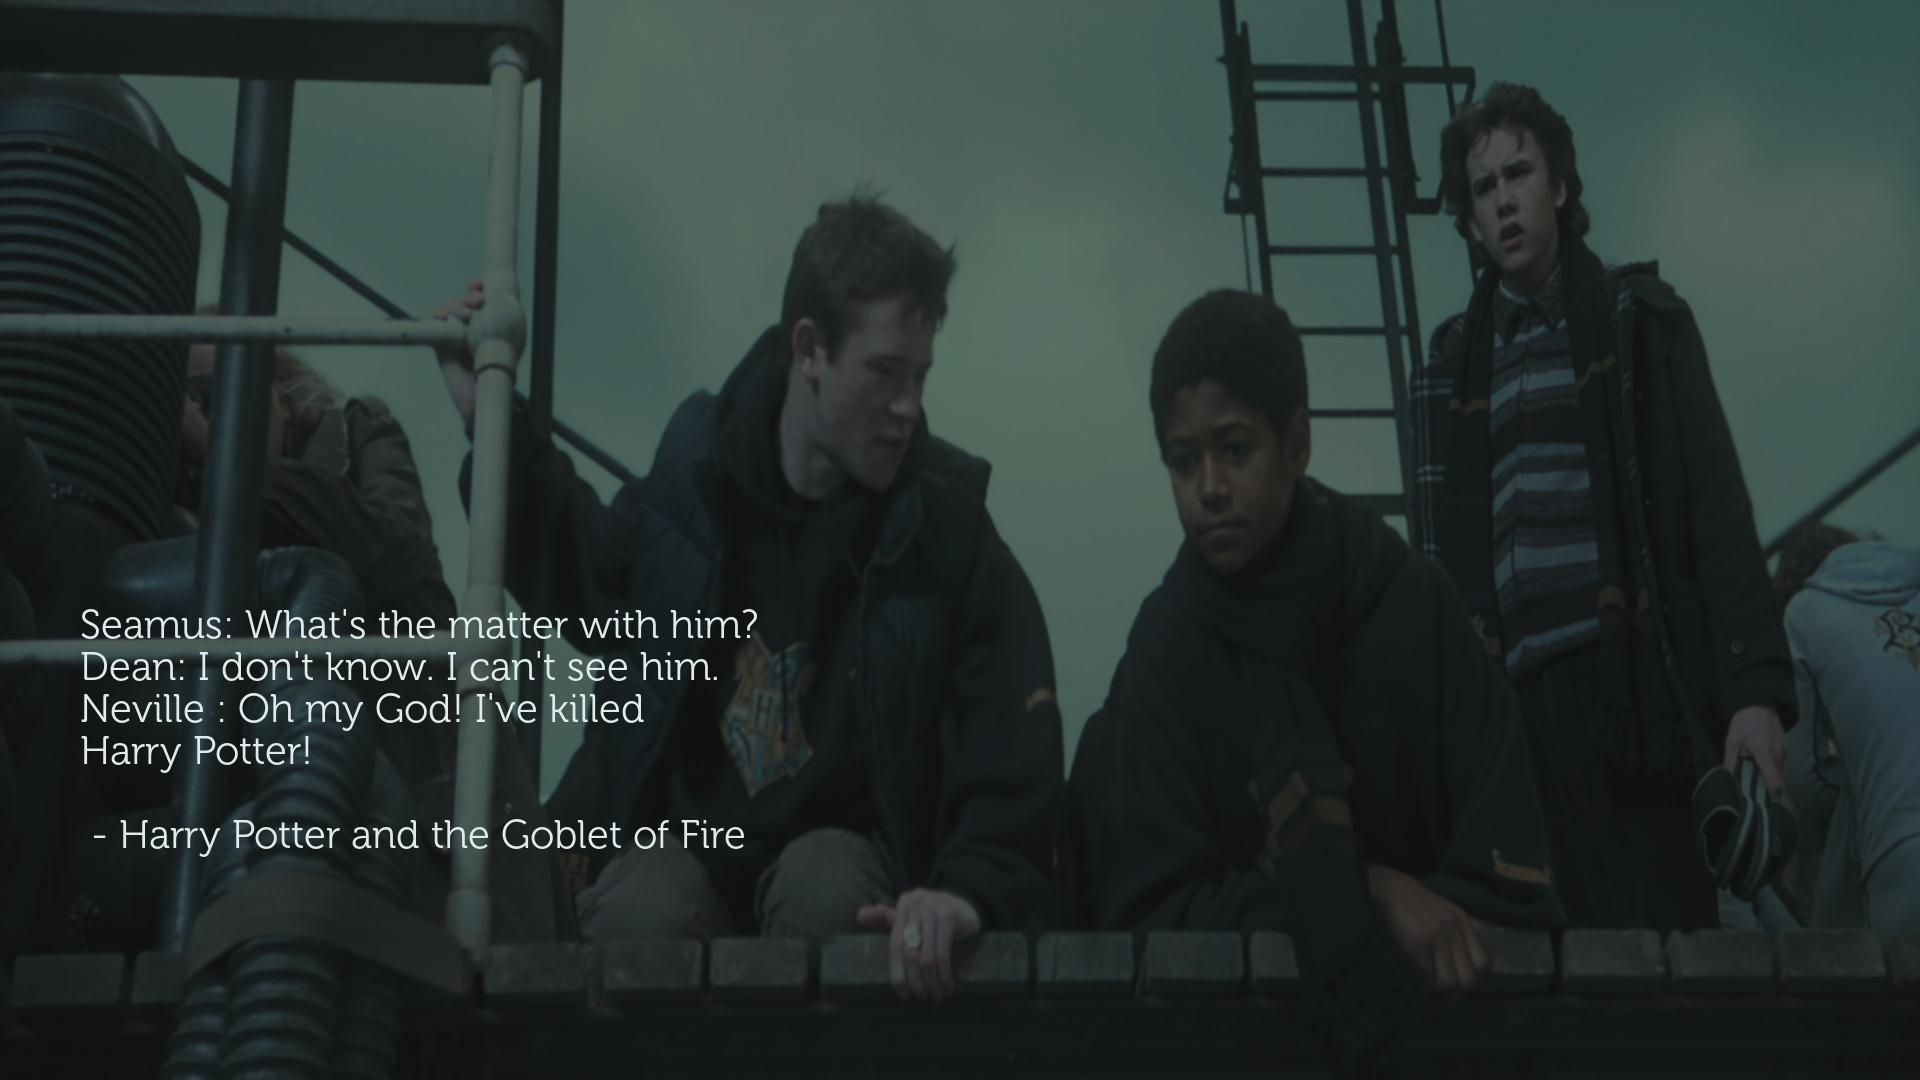 Seamus: What's the matter with him?
Dean: I don't know. I can't see him.
Neville : Oh my God! I've killed
Harry Potter!
- Harry Potter and the Goblet of Fire
H